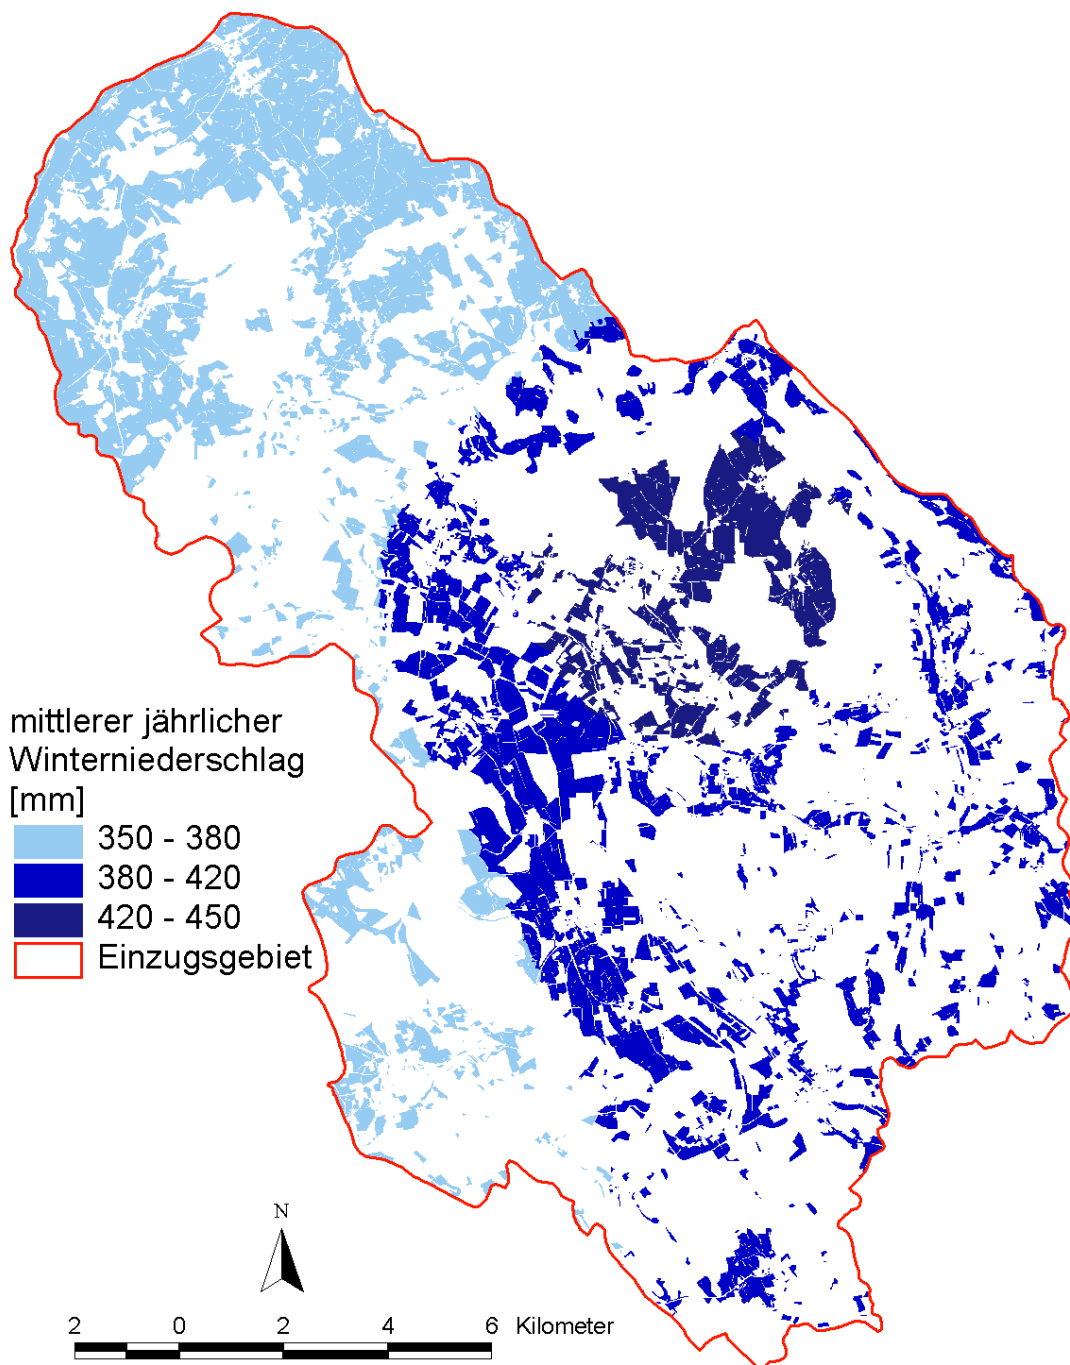 mittlerer jährlicher
Winterniederschlag
[mm]
350 - 380
380 - 420
420 - 450
Einzugsgebiet
N
2 0 2 4 6 Kilometer